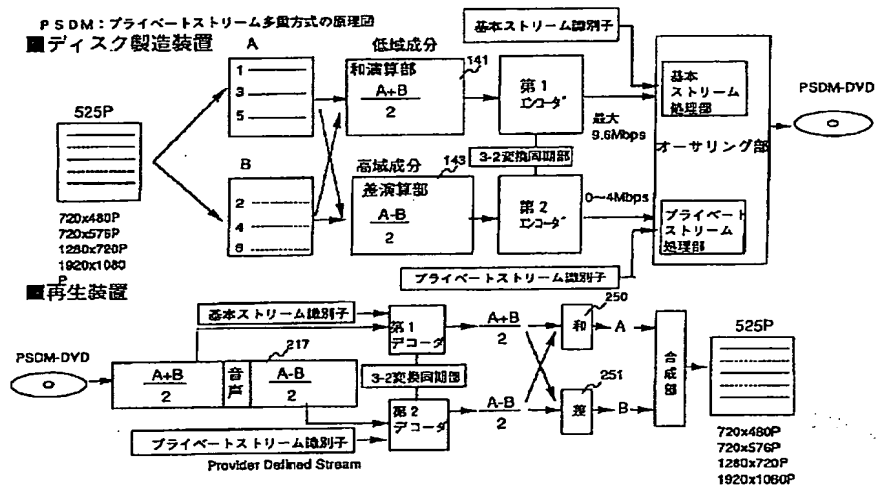 PSDM:プライベートストリーム多重方式の原理図
■ディスク製造装置
525P
720x480P
720x576P
1280x720P
1920x1080
P
A
1
3
5
B
2
4
6
低域成分
和演算部
A+B
2
141
高域成分
差演算部
A-B
2
143
第1
エンコーダ
3-2変換同期部
第2
エンコーダ
基本ストリーム識別子
最大
9.6Mbps
0〜4Mbps
プライベートストリーム識別子
基本
ストリーム
処理部
オーサリング部
プライベート
ストリーム
処理部
PSDM-DVD
■再生装置
PSDM-DVD
基本ストリーム識別子
217
A+B
2
音声
A-B
2
プライベートストリーム識別子
Provider Defined Stream
第1
デコーダ
3-2変換同期部
第2
デコーダ
A+B
2
A-B
2
250
和
A
251
差
B
合成部
525P
720x480P
720x576P
1280x720P
1920x1080P